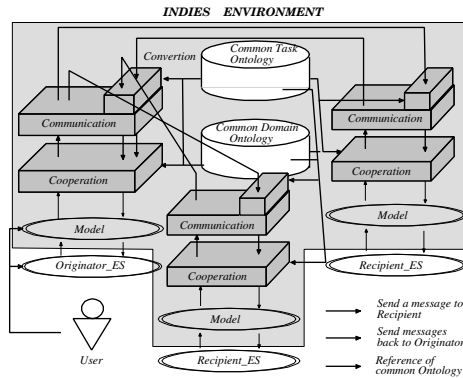 INDIES ENVIRONMENT
Convertion
Common Task
Ontology
Communication
Communication
Common Domain
Ontology
Cooperation
Cooperation
Communication
Model
Model
Cooperation
Originator_ES
Recipient_ES
Model
User
Recipient_ES
Send a message to
Recipient
Send messages
back to Originator
Reference of
common Ontology